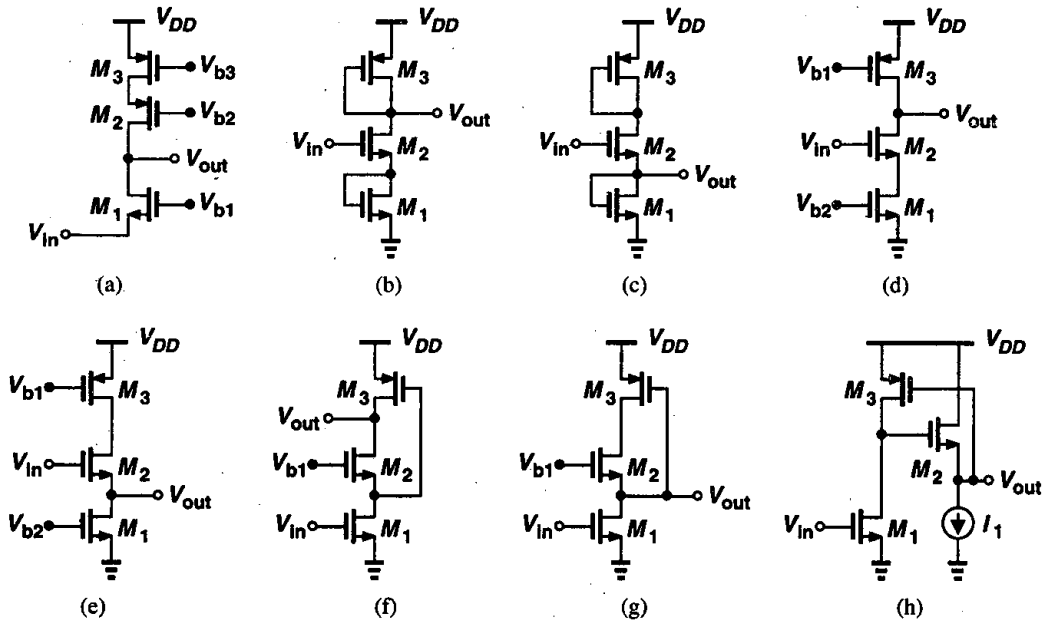 V_DD V_DD V_DD V_DD
M_3 V_b3 M_3 M_3 V_b1 M_3
M_2 V_b2 V_out V_out
V_in M_2 V_in M_2 V_in M_2
V_out V_out
M_1 V_b1 M_1 M_1 V_b2 M_1
V_in
(a) (b) (c) (d)
V_DD V_DD V_DD V_DD
V_b1 M_3 M_3 M_3 M_3
V_out
V_in M_2 V_b1 M_2 V_b1 M_2 M_2
V_out V_out V_out
V_b2 M_1 V_in M_1 V_in M_1 V_in M_1 I_1
(e) (f) (g) (h)